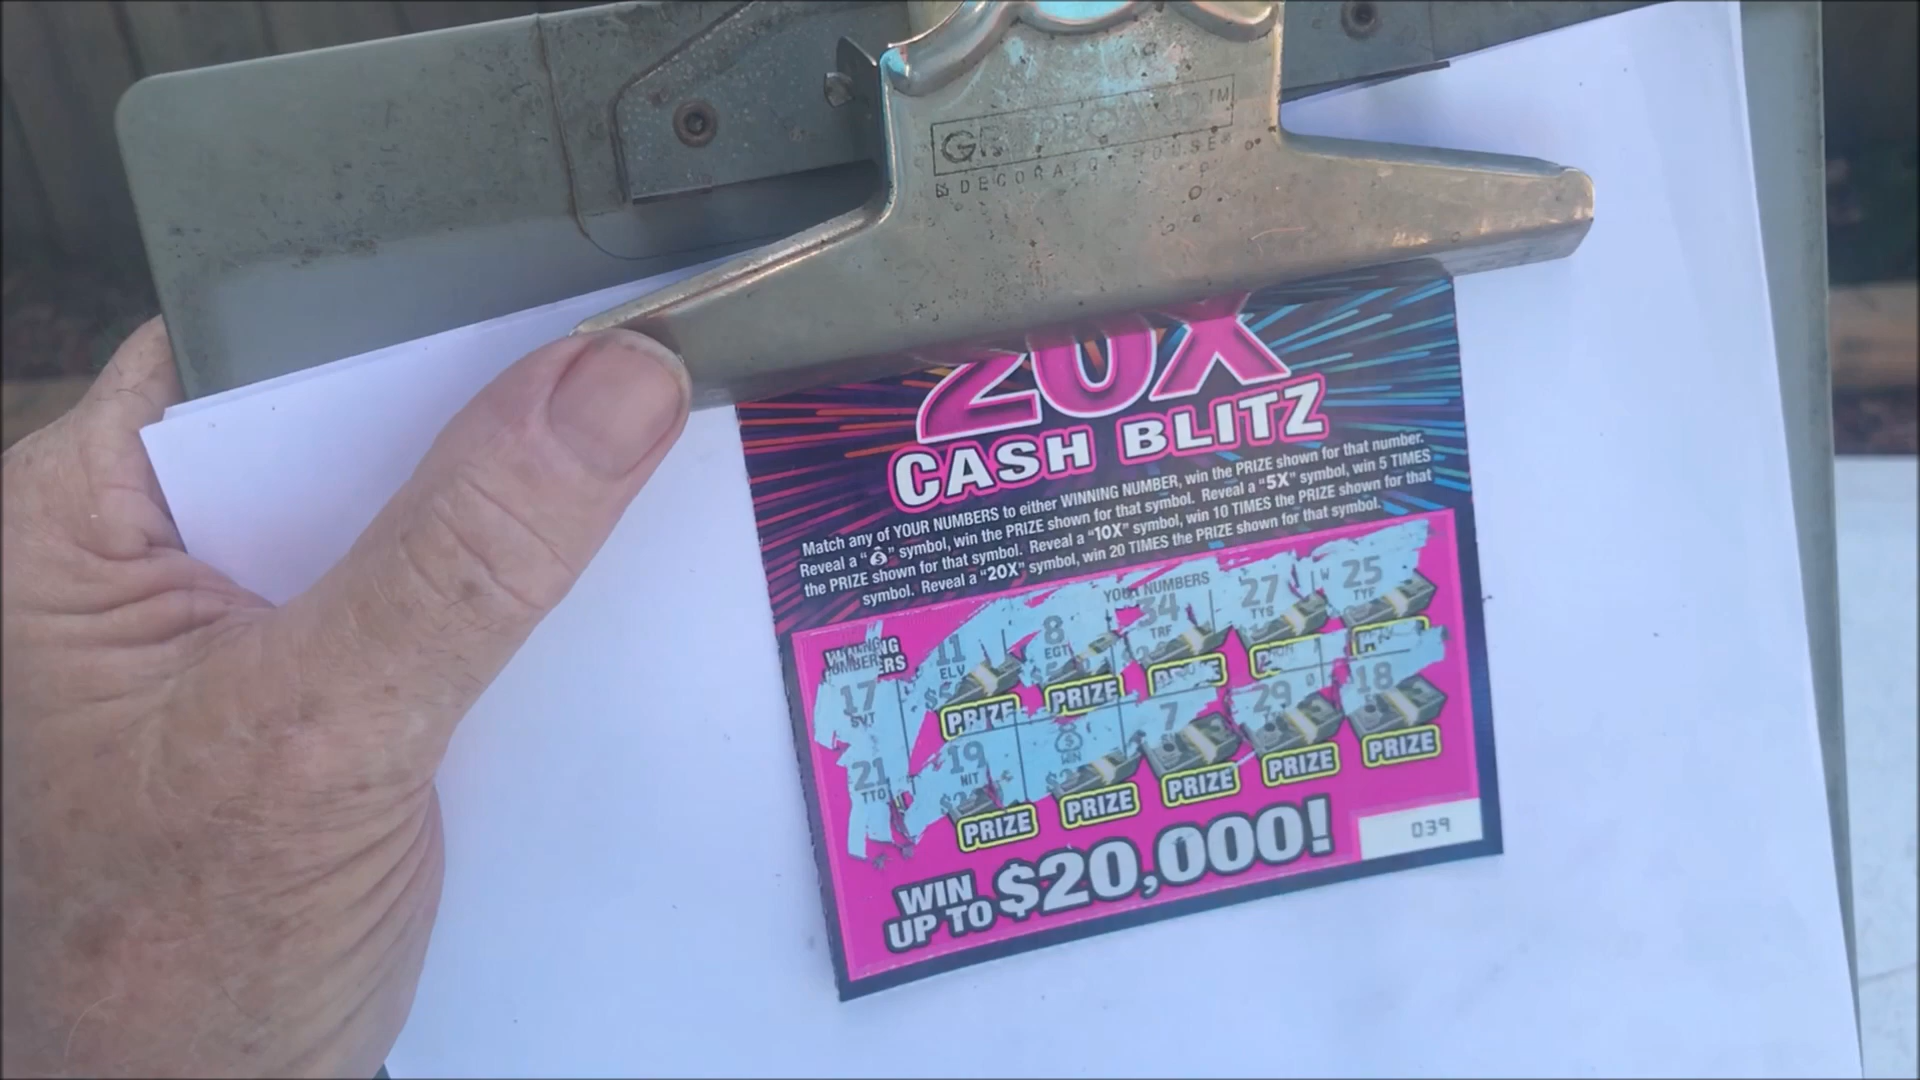 DECORATOR HOUSE
20X
CASH BLITZ
Match any of YOUR NUMBERS to either WINNING NUMBER, win the PRIZE shown for that number.
Reveal a “$” symbol, win the PRIZE shown for that symbol. Reveal a “5X” symbol, win 5 TIMES
the PRIZE shown for that symbol. Reveal a “10X” symbol, win 10 TIMES the PRIZE shown for that
symbol. Reveal a “20X” symbol, win 20 TIMES the PRIZE shown for that symbol.
YOUR NUMBERS
11 8 34 27 25
ELV EGT TRF TYS TYF
WINNING
NUMBERS
17
SVT
PRIZE PRIZE PRIZE
19 7 29 18
NIT WIN
21
TTO
PRIZE PRIZE PRIZE PRIZE PRIZE
WIN
UP TO $20,000!
039